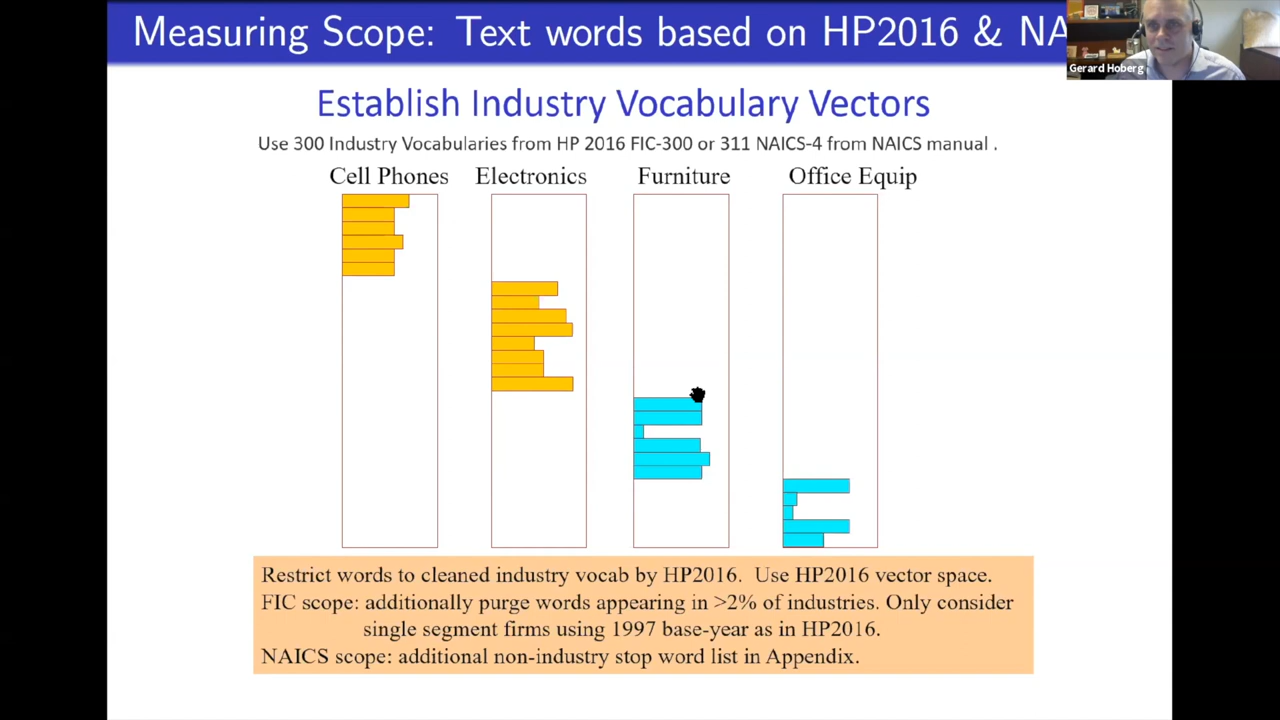 Measuring Scope: Text words based on HP2016 & NA
Gerard Hoberg
Establish Industry Vocabulary Vectors
Use 300 Industry Vocabularies from HP 2016 FIC-300 or 311 NAICS-4 from NAICS manual .
Cell Phones Electronics Furniture Office Equip
Restrict words to cleaned industry vocab by HP2016. Use HP2016 vector space.
FIC scope: additionally purge words appearing in >2% of industries. Only consider
single segment firms using 1997 base-year as in HP2016.
NAICS scope: additional non-industry stop word list in Appendix.